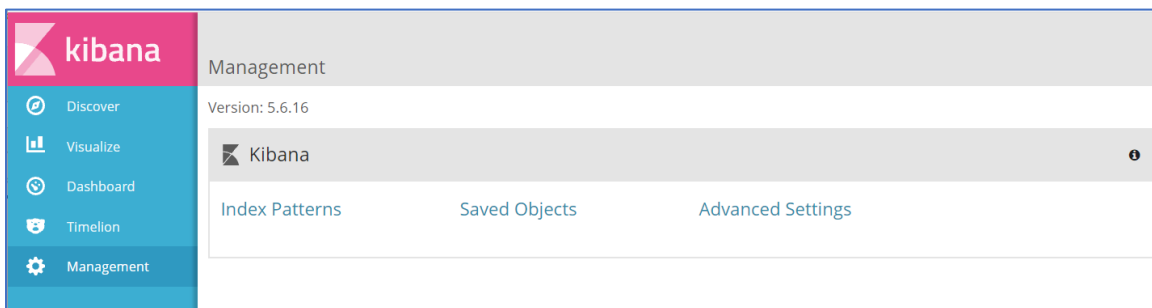 kibana
Discover
Visualize
Dashboard
Timelion
Management
Management
Version: 5.6.16
Kibana
Index Patterns Saved Objects Advanced Settings